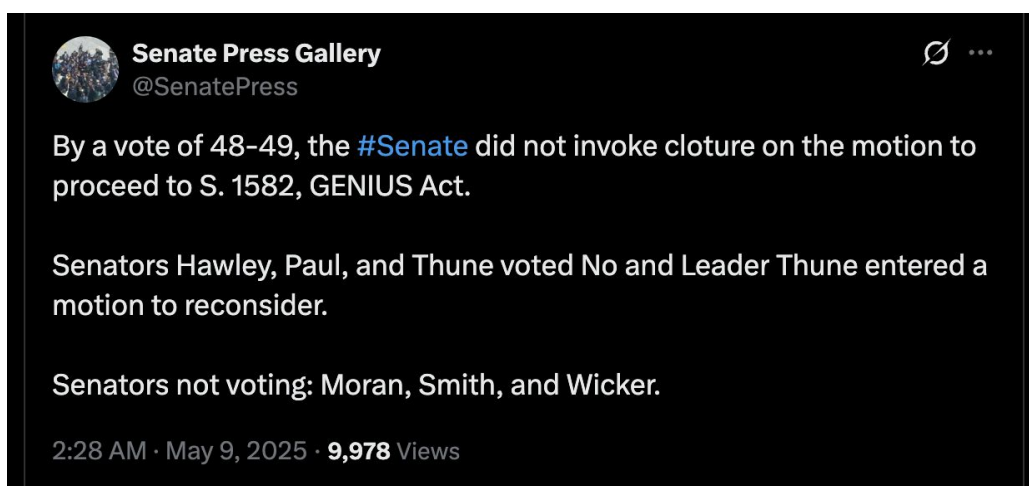 Senate Press Gallery
@SenatePress
By a vote of 48-49, the #Senate did not invoke cloture on the motion to
proceed to S. 1582, GENIUS Act.
Senators Hawley, Paul, and Thune voted No and Leader Thune entered a
motion to reconsider.
Senators not voting: Moran, Smith, and Wicker.
2:28 AM · May 9, 2025 · 9,978 Views